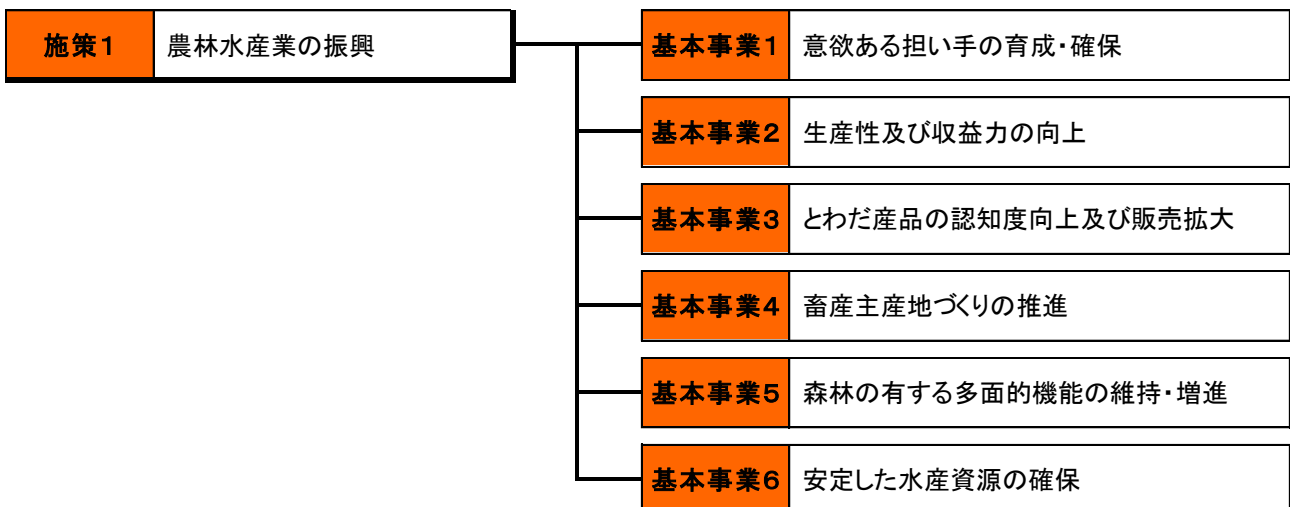 施策1 農林水産業の振興
基本事業1 意欲ある担い手の育成・確保
基本事業2 生産性及び収益力の向上
基本事業3 とわだ産品の認知度向上及び販売拡大
基本事業4 畜産主産地づくりの推進
基本事業5 森林の有する多面的機能の維持・増進
基本事業6 安定した水産資源の確保